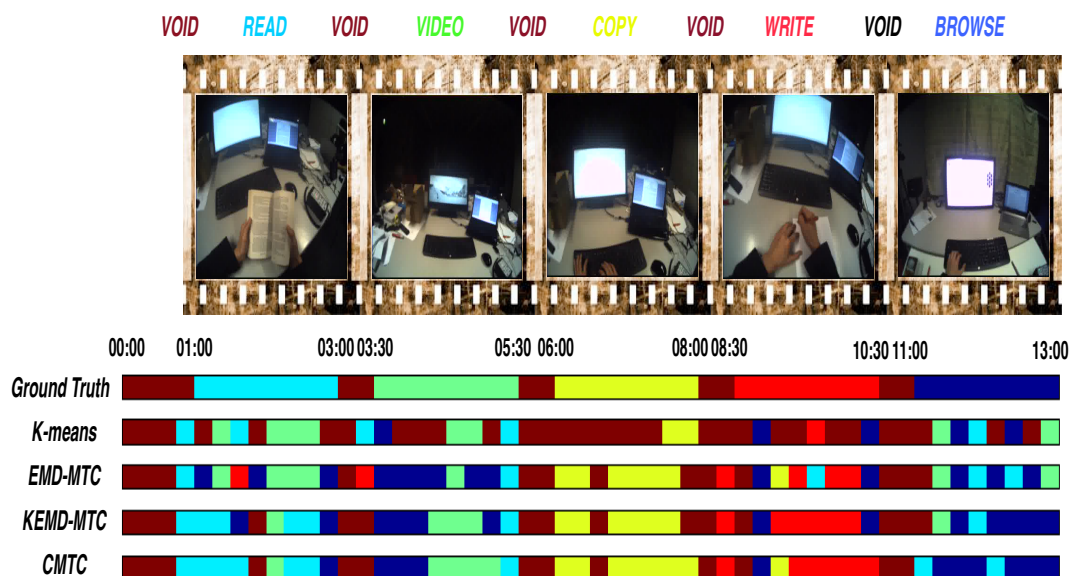 VOID READ VOID VIDEO VOID COPY VOID WRITE VOID BROWSE
00:00 01:00 03:00 03:30 05:30 06:00 08:00 08:30 10:30 11:00 13:00
Ground Truth
K-means
EMD-MTC
KEMD-MTC
CMTC